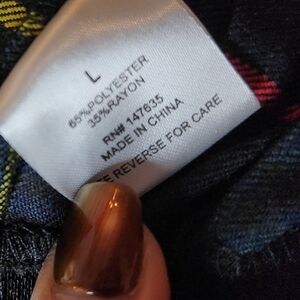 L
65%POLYESTER
35%RAYON
RN# 147635
MADE IN CHINA
REVERSE FOR CARE